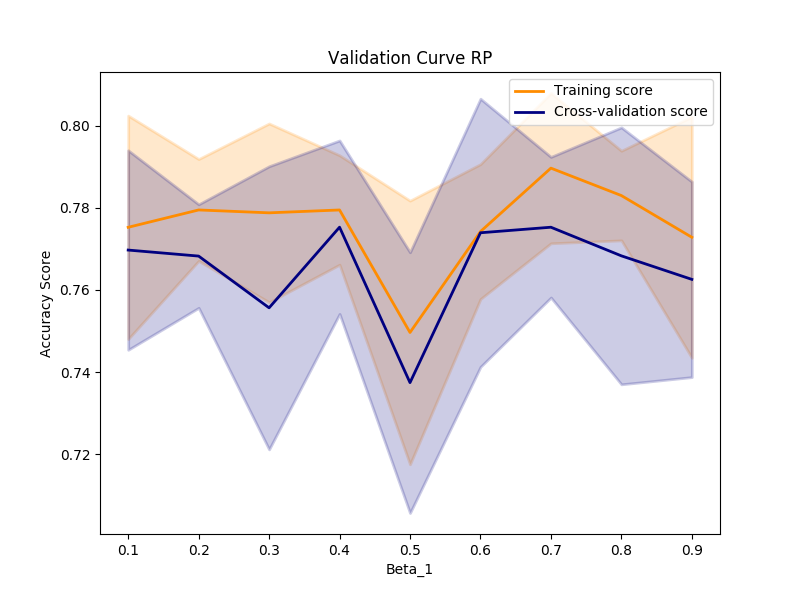 Validation Curve RP
Training score
Cross-validation score
0.80
0.78
0.76
0.74
0.72
Accuracy Score
0.1 0.2 0.3 0.4 0.5 0.6 0.7 0.8 0.9
Beta_1